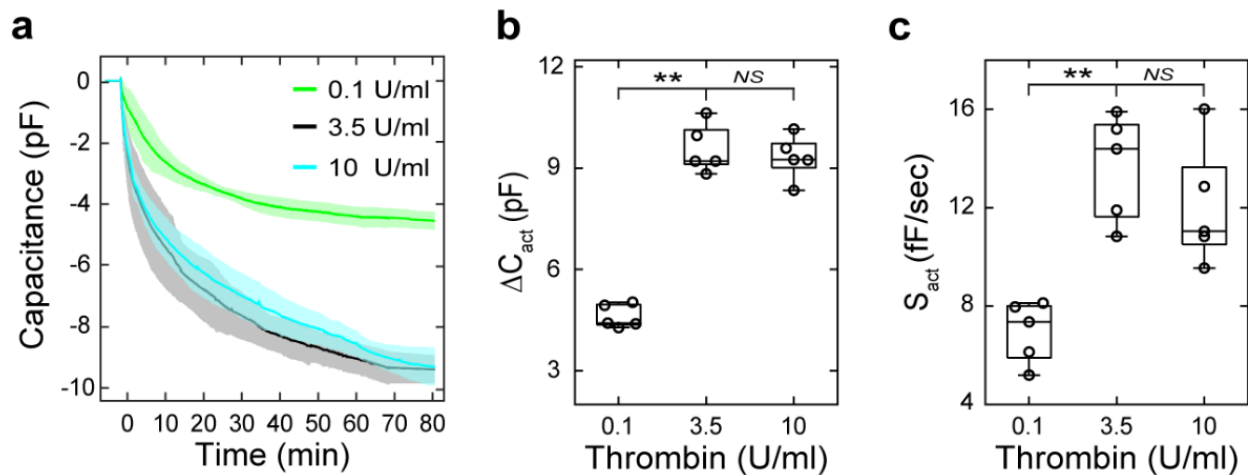 a
0
-2
-4
-6
-8
-10
Capacitance (pF)
0.1 U/ml
3.5 U/ml
10 U/ml
0 10 20 30 40 50 60 70 80
Time (min)
b
12
9
6
3
ΔC_act (pF)
** NS
0.1 3.5 10
Thrombin (U/ml)
c
16
12
8
4
S_act (fF/sec)
** NS
0.1 3.5 10
Thrombin (U/ml)